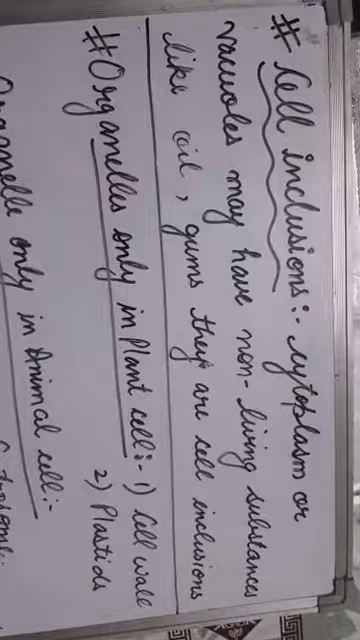 # Cell inclusions:- cytoplasm or
vacuoles may have non-living substances
like oil, gums they are cell inclusions
#Organelles only in Plant cell:- 1) Cell wall
2) Plastids
Organelle only in Animal cell:-